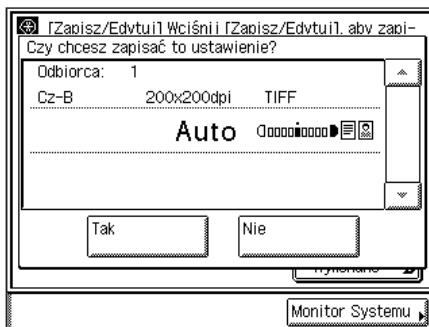 [Zapisz/Edytuj] Wciśnij [Zapisz/Edytuj], aby zapi-
Czy chcesz zapisać to ustawienie?
Odbiorca: 1
Cz-B 200x200dpi TIFF
Auto
Tak Nie
Wykonano
Monitor Systemu